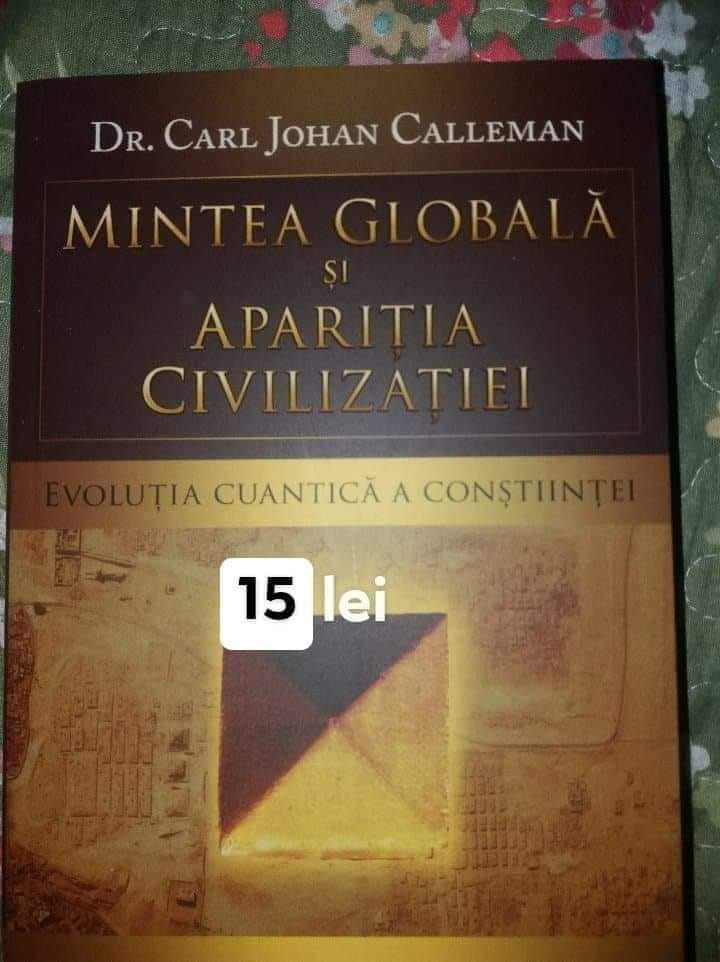 DR. CARL JOHAN CALLEMAN
MINTEA GLOBALĂ
ȘI
APARIȚIA
CIVILIZAȚIEI
EVOLUȚIA CUANTICĂ A CONȘTIINȚEI
15 lei